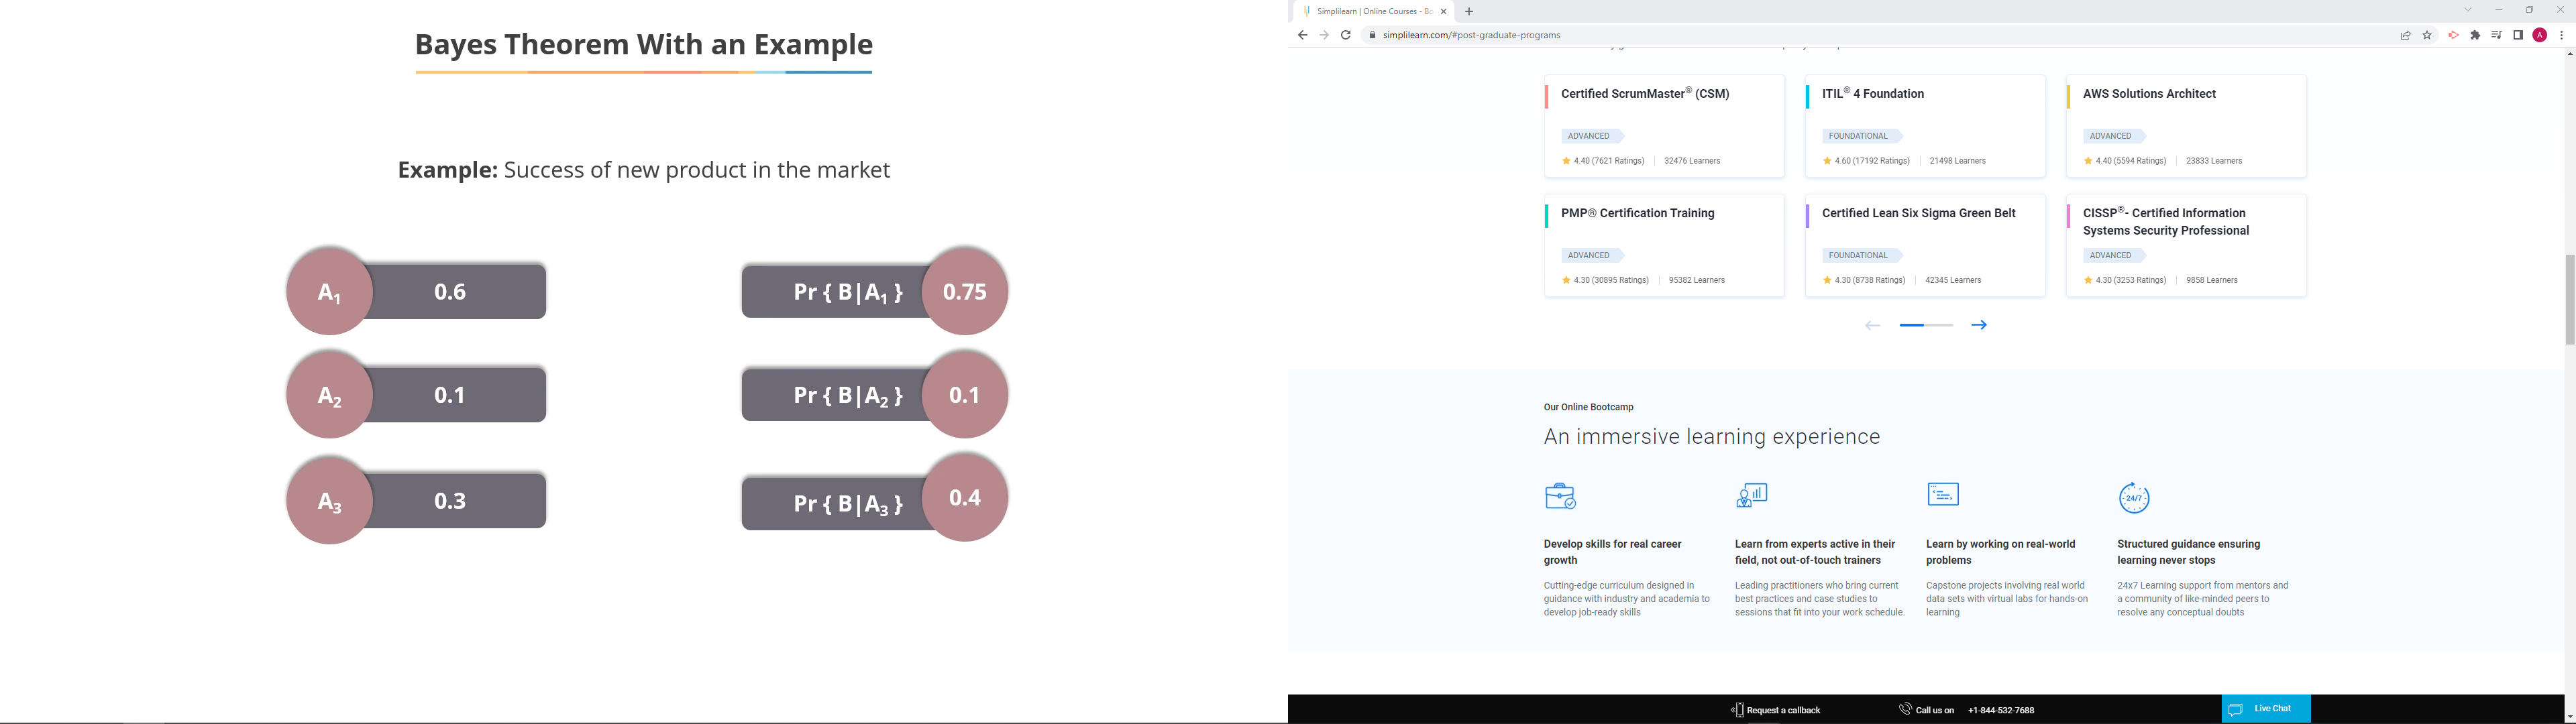 Bayes Theorem With an Example
Example: Success of new product in the market
A1 0.6
Pr { B|A1 } 0.75
A2 0.1
Pr { B|A2 } 0.1
A3 0.3
Pr { B|A3 } 0.4
Simplilearn | Online Courses - Bo
simplilearn.com/#post-graduate-programs
A
Certified ScrumMaster® (CSM)
ADVANCED
4.40 (7621 Ratings) 32476 Learners
ITIL® 4 Foundation
FOUNDATIONAL
4.60 (17192 Ratings) 21498 Learners
AWS Solutions Architect
ADVANCED
4.40 (5594 Ratings) 23833 Learners
PMP® Certification Training
ADVANCED
4.30 (30895 Ratings) 95382 Learners
Certified Lean Six Sigma Green Belt
FOUNDATIONAL
4.30 (8738 Ratings) 42345 Learners
CISSP®- Certified Information
Systems Security Professional
ADVANCED
4.30 (3253 Ratings) 9858 Learners
Our Online Bootcamp
An immersive learning experience
Develop skills for real career
growth
Cutting-edge curriculum designed in
guidance with industry and academia to
develop job-ready skills
Learn from experts active in their
field, not out-of-touch trainers
Leading practitioners who bring current
best practices and case studies to
sessions that fit into your work schedule.
Learn by working on real-world
problems
Capstone projects involving real world
data sets with virtual labs for hands-on
learning
24/7
Structured guidance ensuring
learning never stops
24x7 Learning support from mentors and
a community of like-minded peers to
resolve any conceptual doubts
Request a callback
Call us on +1-844-532-7688
Live Chat